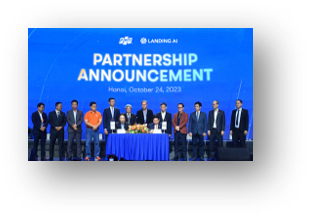 FPT LANDING AI
PARTNERSHIP
ANNOUNCEMENT
Hanoi, October 24, 2023